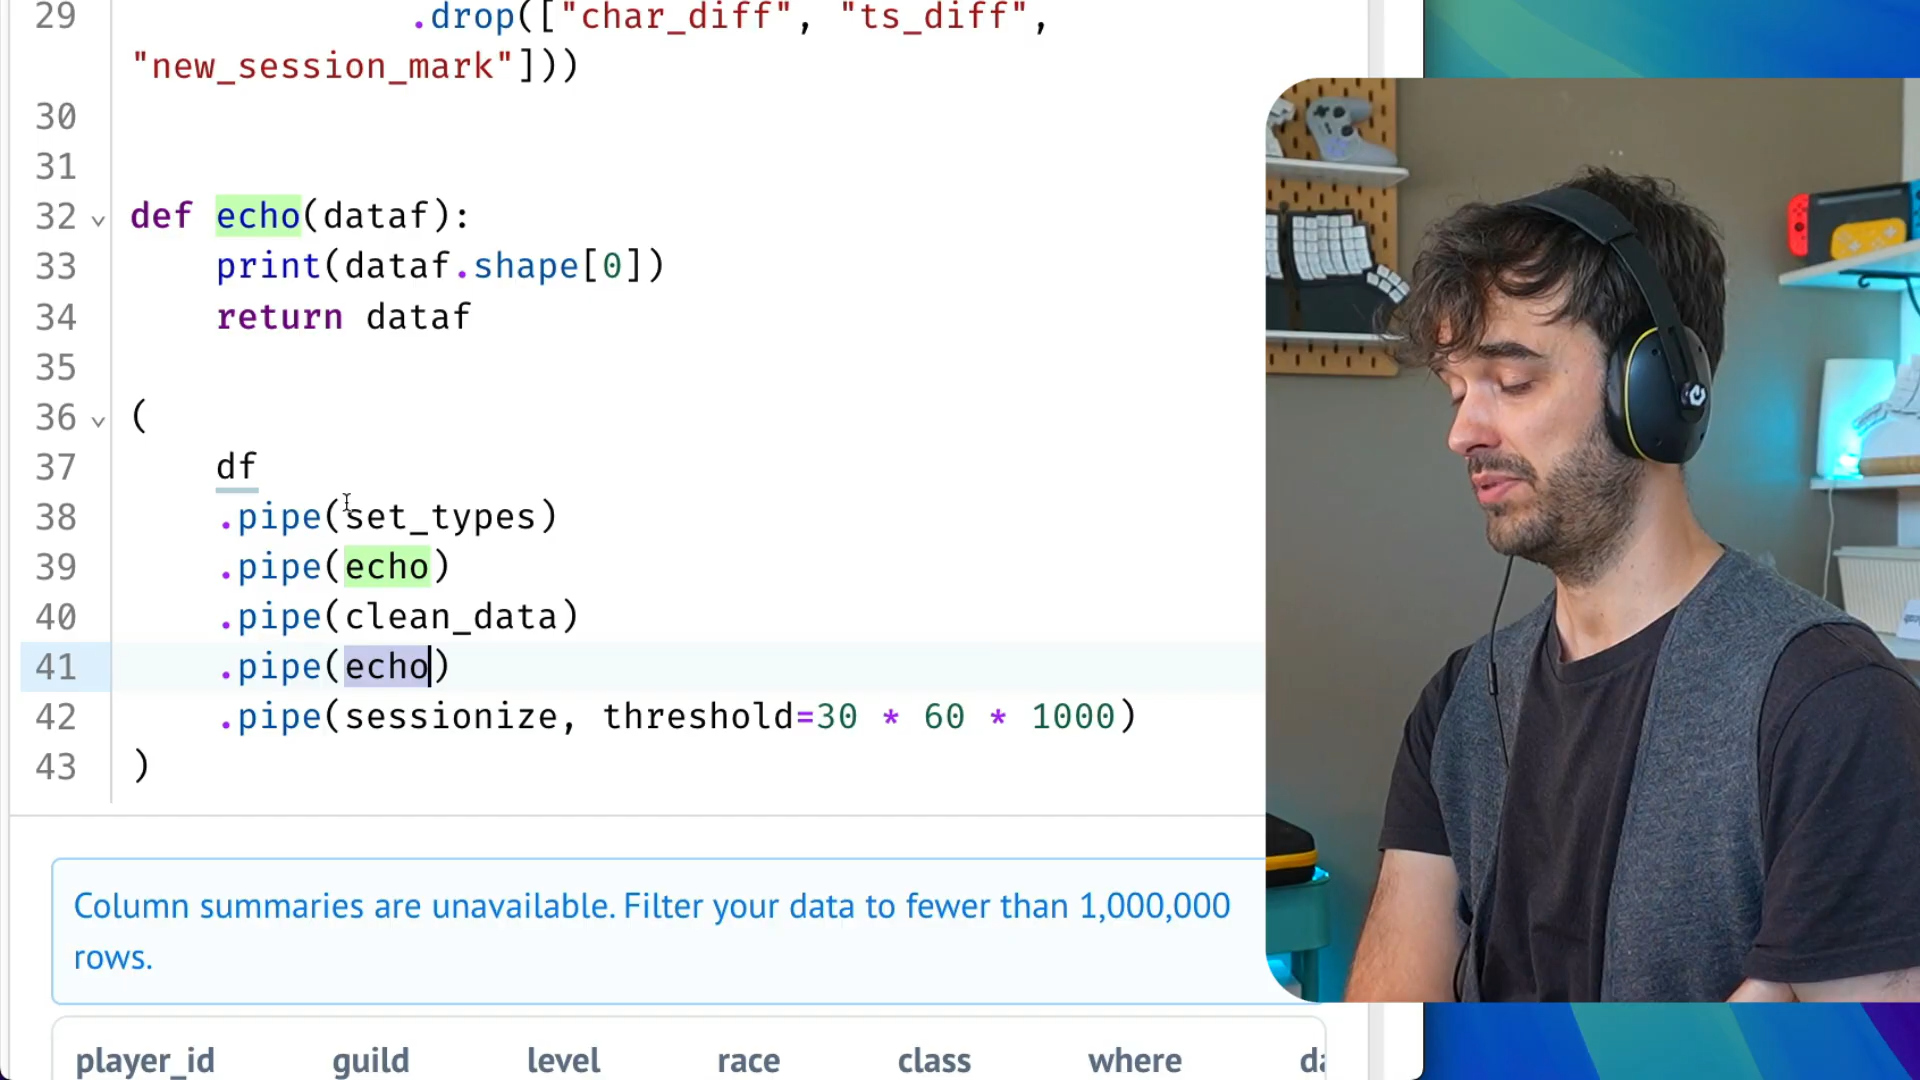 29 .drop(["char_diff", "ts_diff",
"new_session_mark"]))
30
31
32 def echo(dataf):
33 print(dataf.shape[0])
34 return dataf
35
36 (
37 df
38 .pipe(set_types)
39 .pipe(echo)
40 .pipe(clean_data)
41 .pipe(echo)
42 .pipe(sessionize, threshold=30 * 60 * 1000)
43 )
Column summaries are unavailable. Filter your data to fewer than 1,000,000
rows.
player_id guild level race class where